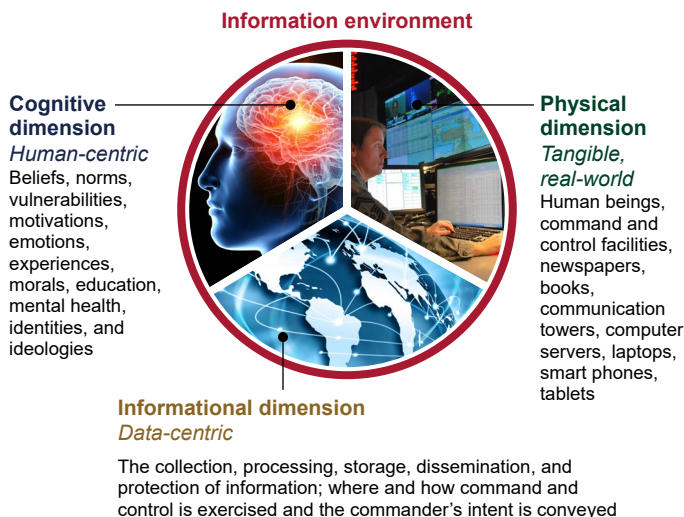 Information environment
Cognitive
dimension
Human-centric
Beliefs, norms,
vulnerabilities,
motivations,
emotions,
experiences,
morals, education,
mental health,
identities, and
ideologies
Physical
dimension
Tangible,
real-world
Human beings,
command and
control facilities,
newspapers,
books,
communication
towers, computer
servers, laptops,
smart phones,
tablets
Informational dimension
Data-centric
The collection, processing, storage, dissemination, and
protection of information; where and how command and
control is exercised and the commander’s intent is conveyed